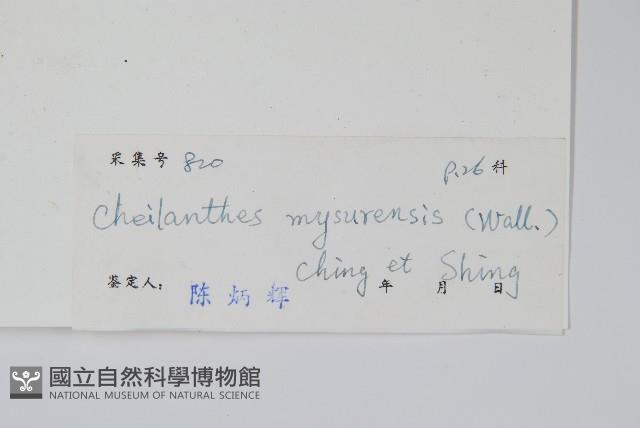 采集号 820 P.26 科
Cheilanthes mysurensis (Wall.)
Ching et Shing
鉴定人： 陈炳辉 年 月 日
國立自然科學博物館
NATIONAL MUSEUM OF NATURAL SCIENCE